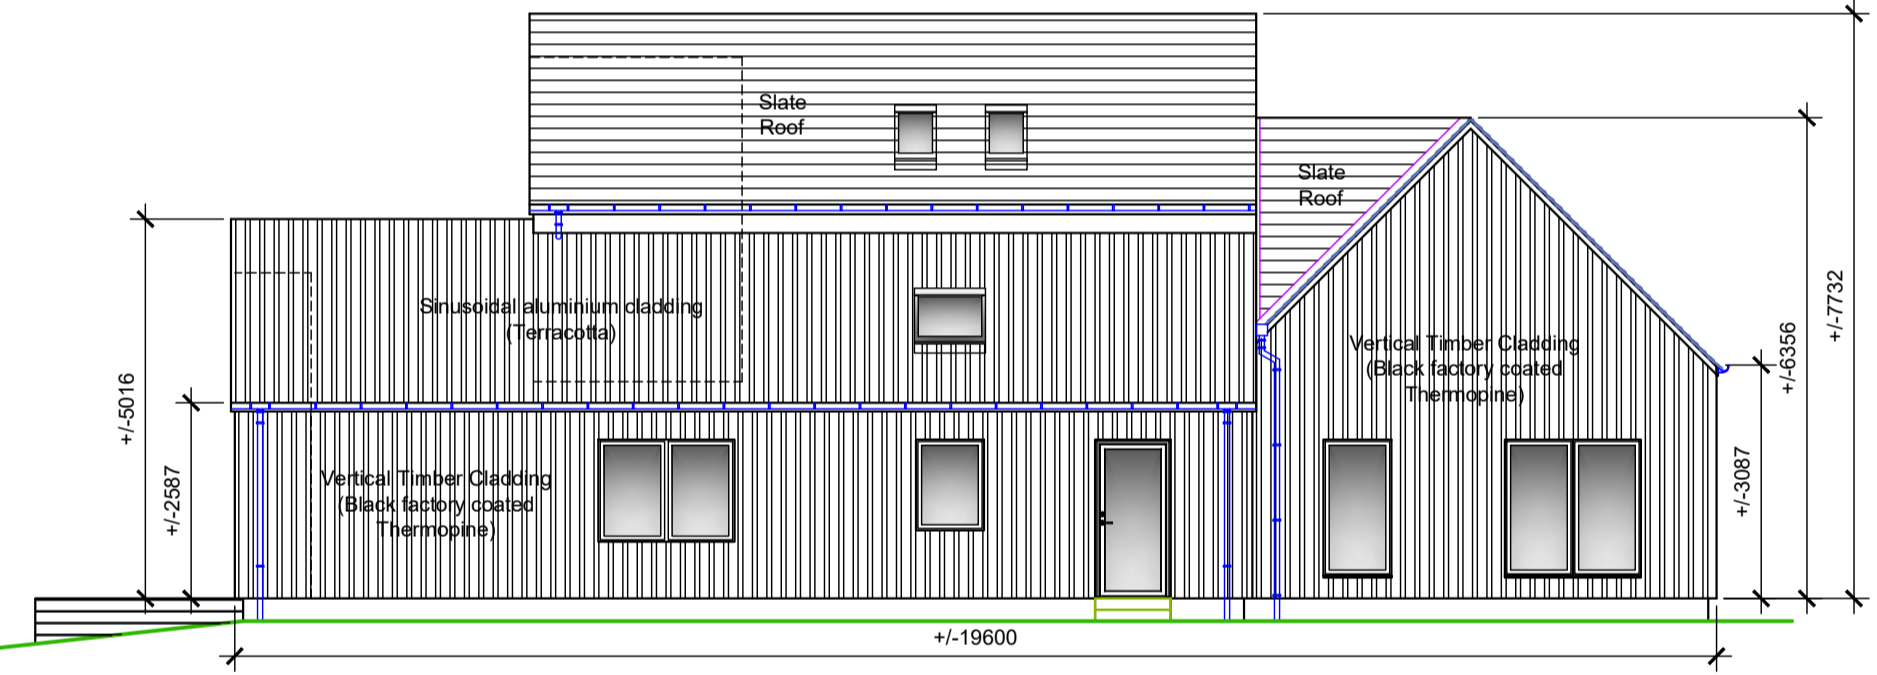 Slate
Roof
Slate
Roof
Sinusoidal aluminium cladding
(Terracotta)
Vertical Timber Cladding
(Black factory coated
Thermopine)
Vertical Timber Cladding
(Black factory coated
Thermopine)
+/-5016
+/-2587
+/-3087
+/-6356
+/-7732
+/-19600